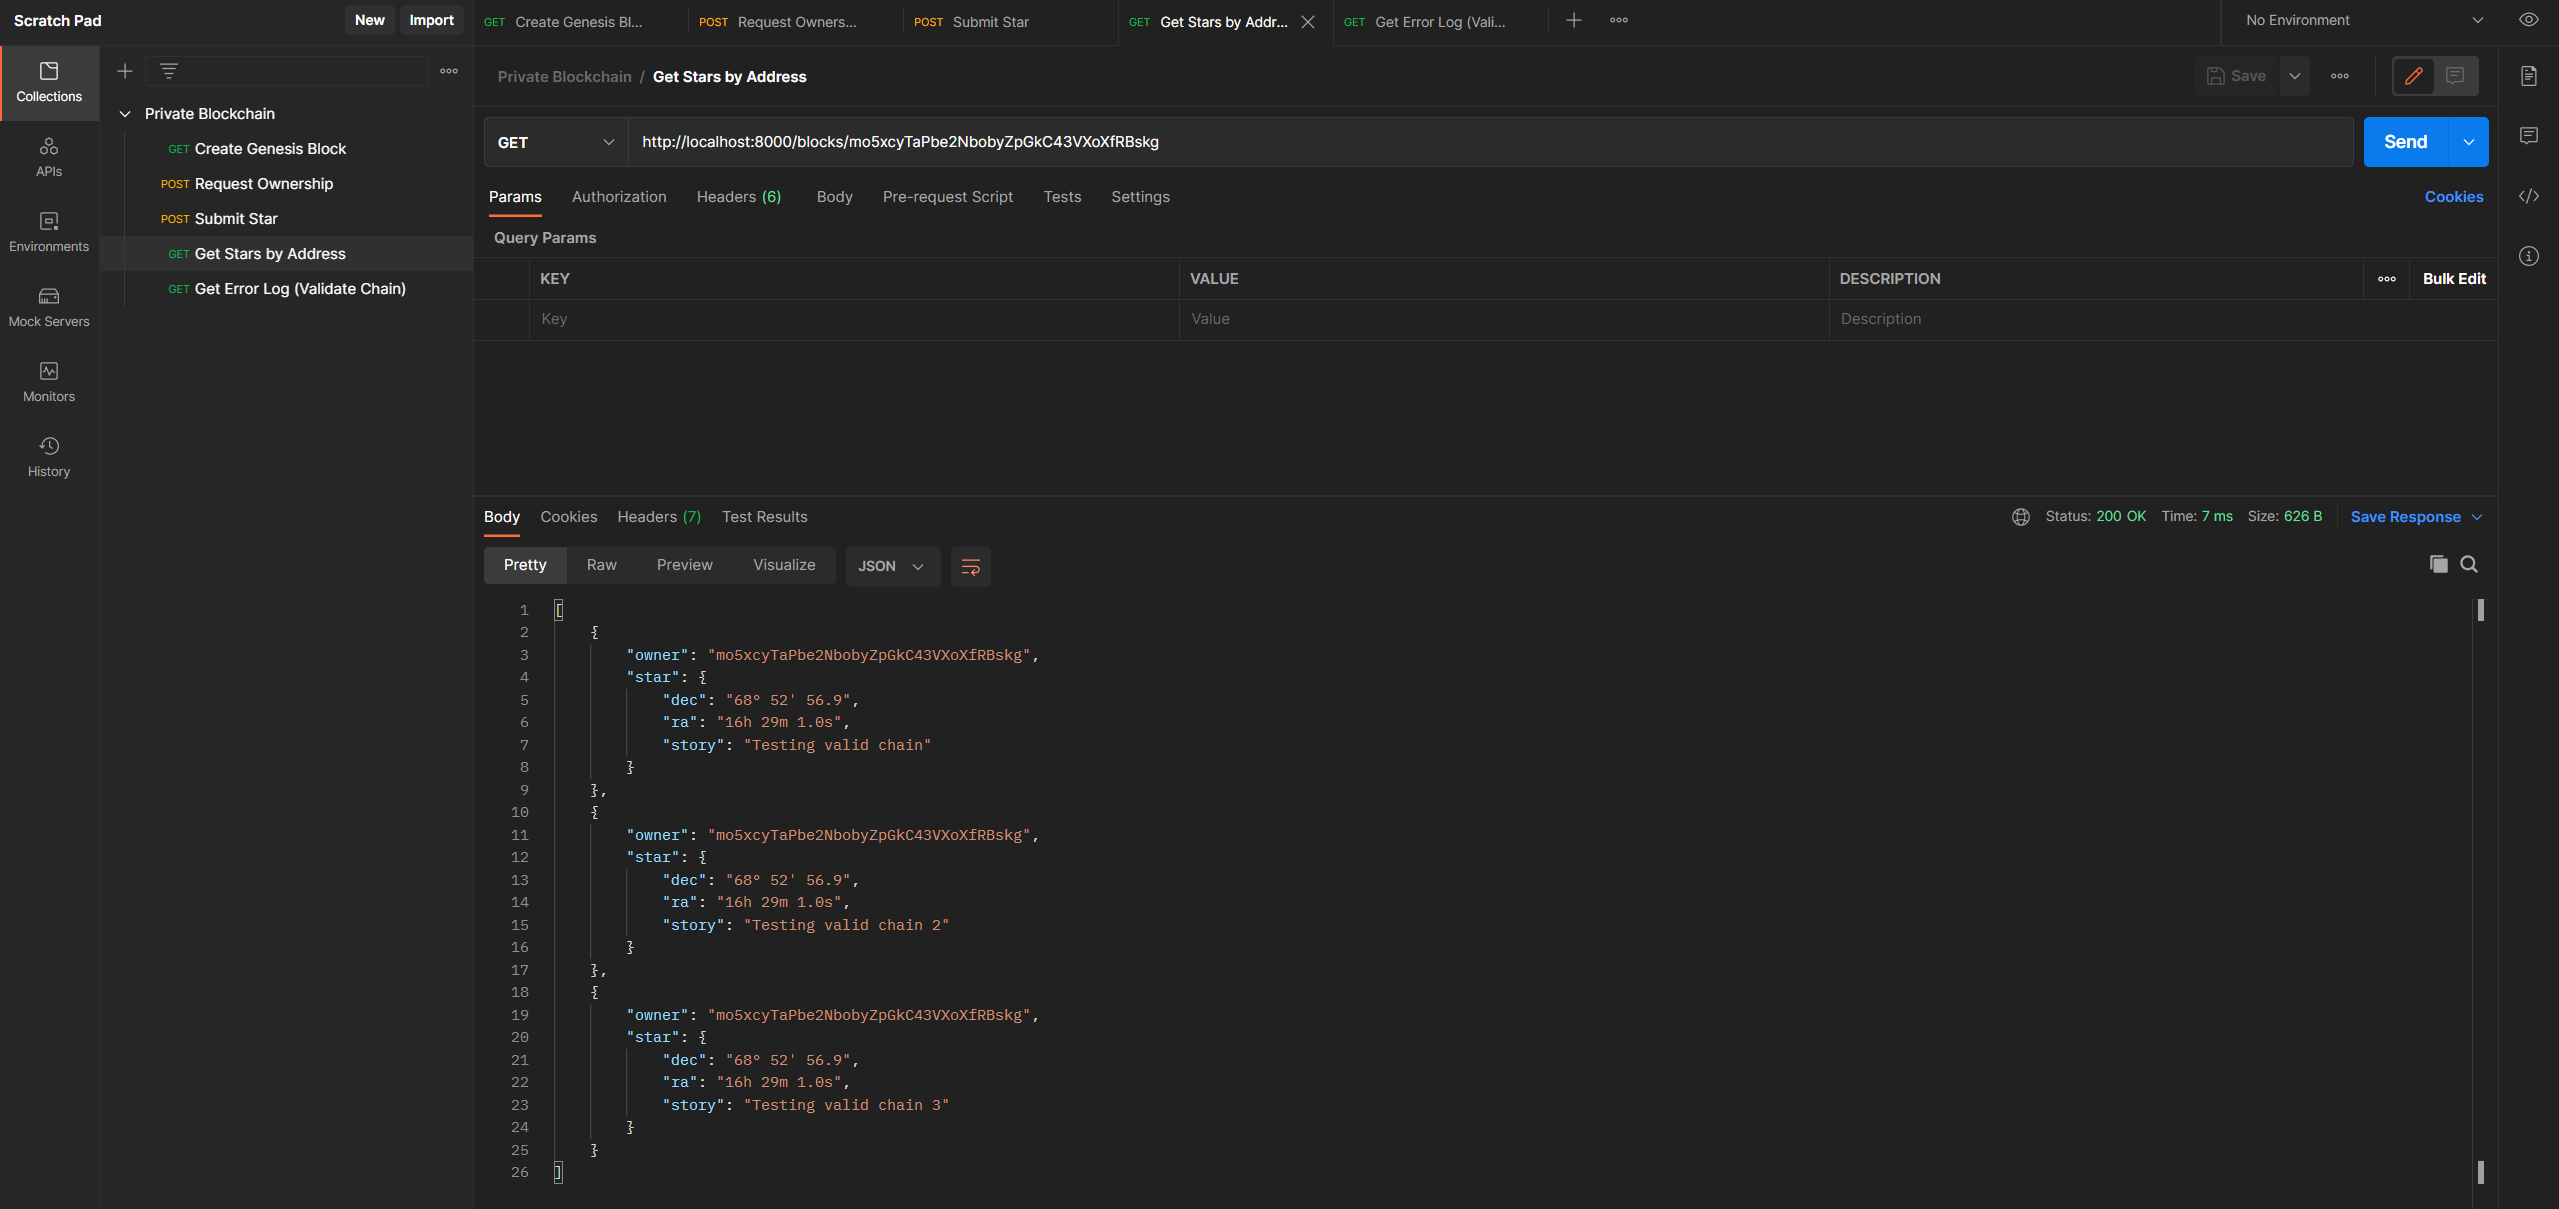 Scratch Pad
New
Import
GET Create Genesis Bl...
POST Request Owners...
POST Submit Star
GET Get Stars by Addr...
GET Get Error Log (Vali...
No Environment
Collections
APIs
Environments
Mock Servers
Monitors
History
Private Blockchain
GET Create Genesis Block
POST Request Ownership
POST Submit Star
GET Get Stars by Address
GET Get Error Log (Validate Chain)
Private Blockchain / Get Stars by Address
Save
GET
http://localhost:8000/blocks/mo5xcyTaPbe2NbobyZpGkC43VXoXfRBskg
Send
Params Authorization Headers (6) Body Pre-request Script Tests Settings
Cookies
Query Params
KEY VALUE DESCRIPTION Bulk Edit
Key Value Description
Body Cookies Headers (7) Test Results
Status: 200 OK Time: 7 ms Size: 626 B Save Response
Pretty Raw Preview Visualize JSON
1 [
2 {
3 "owner": "mo5xcyTaPbe2NbobyZpGkC43VXoXfRBskg",
4 "star": {
5 "dec": "68° 52' 56.9",
6 "ra": "16h 29m 1.0s",
7 "story": "Testing valid chain"
8 }
9 },
10 {
11 "owner": "mo5xcyTaPbe2NbobyZpGkC43VXoXfRBskg",
12 "star": {
13 "dec": "68° 52' 56.9",
14 "ra": "16h 29m 1.0s",
15 "story": "Testing valid chain 2"
16 }
17 },
18 {
19 "owner": "mo5xcyTaPbe2NbobyZpGkC43VXoXfRBskg",
20 "star": {
21 "dec": "68° 52' 56.9",
22 "ra": "16h 29m 1.0s",
23 "story": "Testing valid chain 3"
24 }
25 }
26 ]